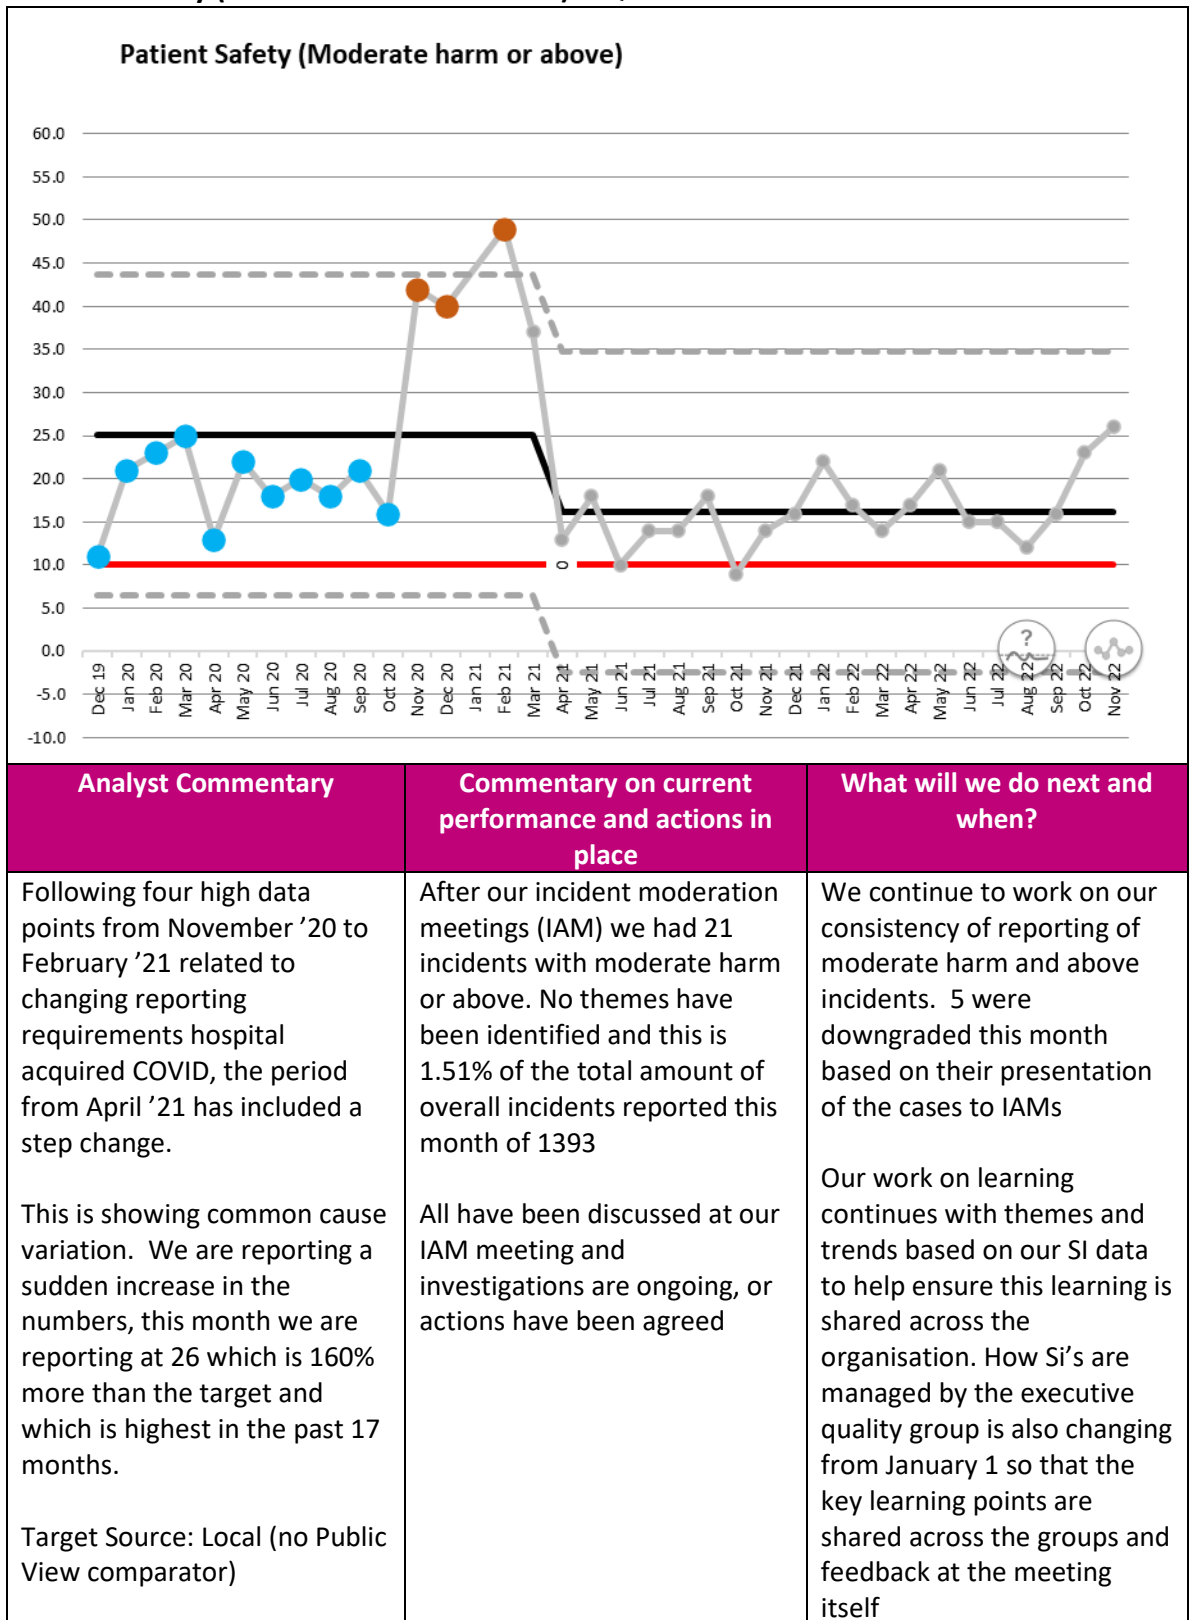 Patient Safety (Moderate harm or above)
60.0
55.0
50.0
45.0
40.0
35.0
30.0
25.0
20.0
15.0
10.0
5.0
0.0
-5.0
-10.0
0
?
Dec 19
Jan 20
Feb 20
Mar 20
Apr 20
May 20
Jun 20
Jul 20
Aug 20
Sep 20
Oct 20
Nov 20
Dec 20
Jan 21
Feb 21
Mar 21
Apr 21
May 21
Jun 21
Jul 21
Aug 21
Sep 21
Oct 21
Nov 21
Dec 21
Jan 22
Feb 22
Mar 22
Apr 22
May 22
Jun 22
Jul 22
Aug 22
Sep 22
Oct 22
Nov 22
Analyst Commentary
Following four high data
points from November ’20 to
February ’21 related to
changing reporting
requirements hospital
acquired COVID, the period
from April ’21 has included a
step change.
This is showing common cause
variation.  We are reporting a
sudden increase in the
numbers, this month we are
reporting at 26 which is 160%
more than the target and
which is highest in the past 17
months.
Target Source: Local (no Public
View comparator)
Commentary on current
performance and actions in
place
After our incident moderation
meetings (IAM) we had 21
incidents with moderate harm
or above. No themes have
been identified and this is
1.51% of the total amount of
overall incidents reported this
month of 1393
All have been discussed at our
IAM meeting and
investigations are ongoing, or
actions have been agreed
What will we do next and
when?
We continue to work on our
consistency of reporting of
moderate harm and above
incidents.  5 were
downgraded this month
based on their presentation
of the cases to IAMs
Our work on learning
continues with themes and
trends based on our SI data
to help ensure this learning is
shared across the
organisation. How Si’s are
managed by the executive
quality group is also changing
from January 1 so that the
key learning points are
shared across the groups and
feedback at the meeting
itself